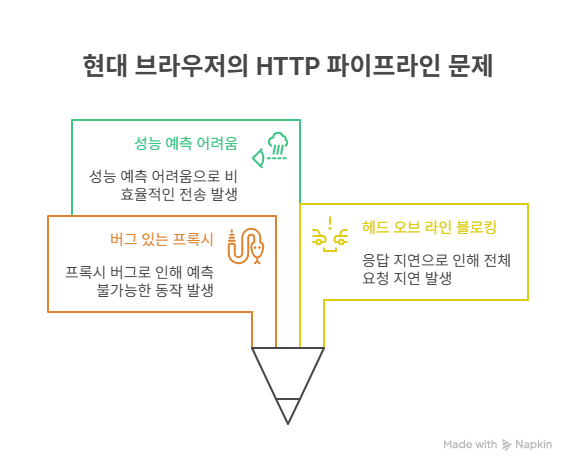 현대 브라우저의 HTTP 파이프라인 문제
성능 예측 어려움
성능 예측 어려움으로 비
효율적인 전송 발생
버그 있는 프록시
프록시 버그로 인해 예측
불가능한 동작 발생
헤드 오브 라인 블로킹
응답 지연으로 인해 전체
요청 지연 발생
Made with Napkin